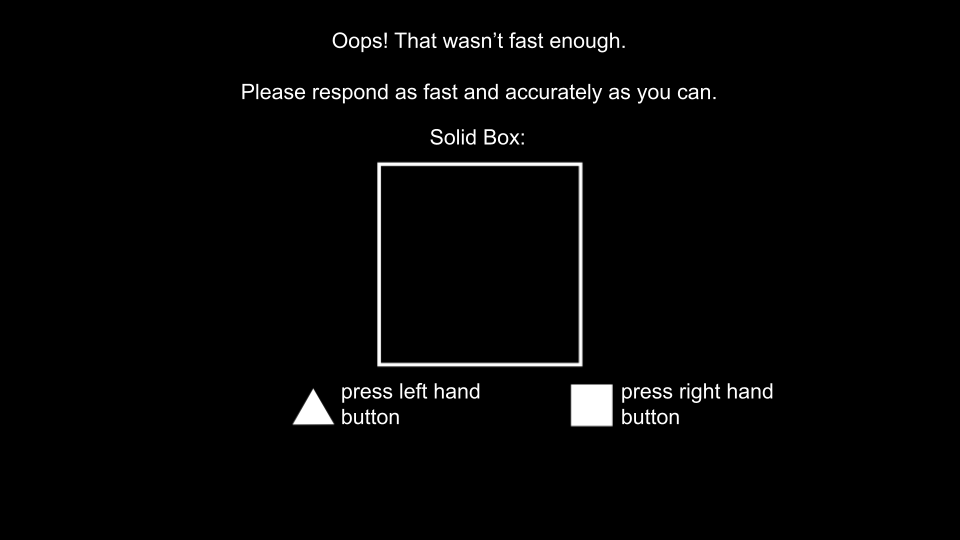 Oops! That wasn’t fast enough.
Please respond as fast and accurately as you can.
Solid Box:
press left hand
button
press right hand
button